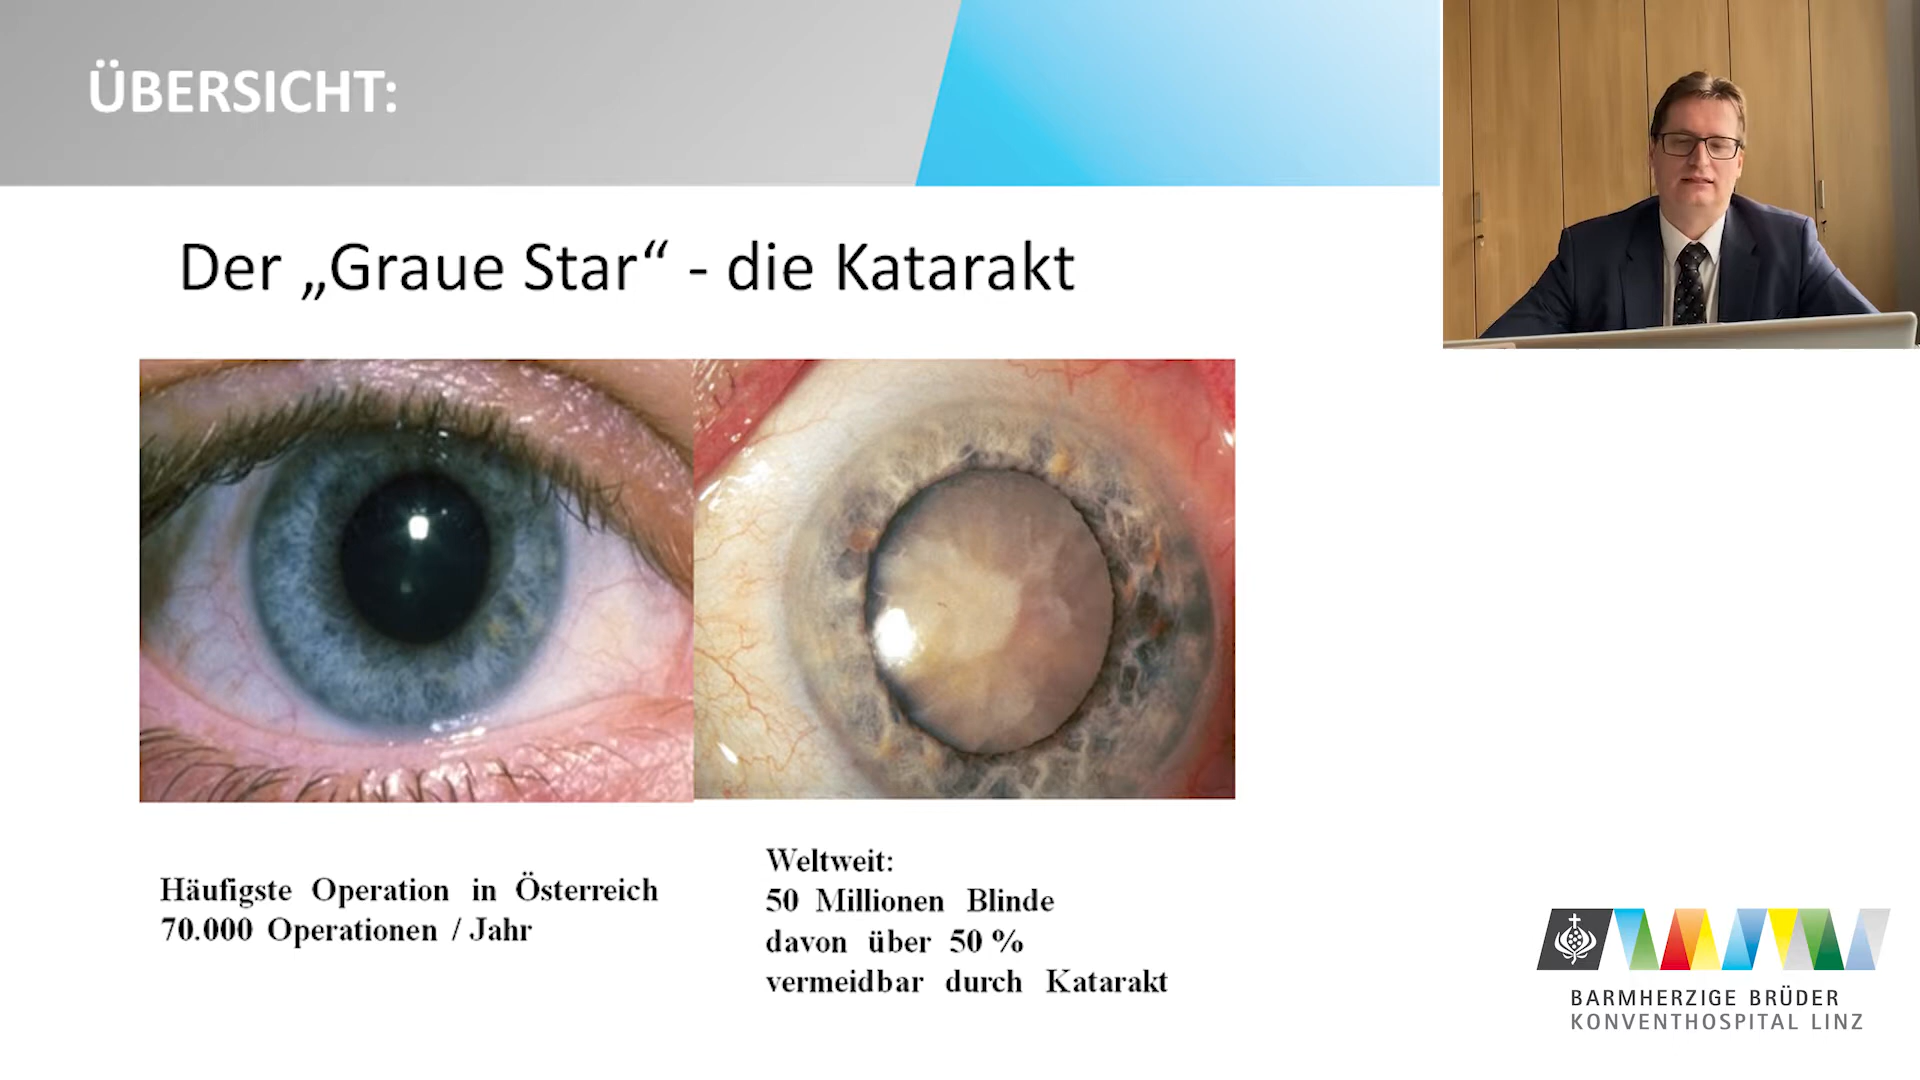 ÜBERSICHT:
Der „Graue Star“ - die Katarakt
Häufigste Operation in Österreich
70.000 Operationen / Jahr
Weltweit:
50 Millionen Blinde
davon über 50 %
vermeidbar durch Katarakt
BARMHERZIGE BRÜDER
KONVENTHOSPITAL LINZ